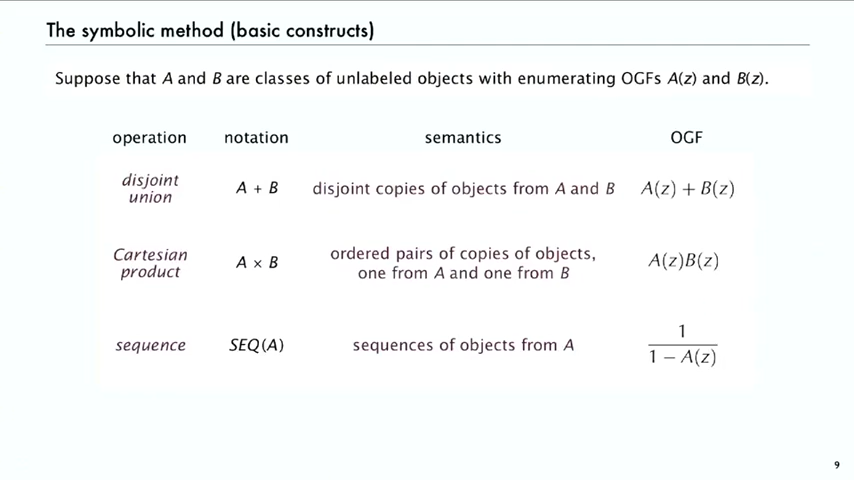 The symbolic method (basic constructs)
Suppose that A and B are classes of unlabeled objects with enumerating OGFs A(z) and B(z).
operation notation semantics OGF
disjoint
union
A + B
disjoint copies of objects from A and B
A(z) + B(z)
Cartesian
product
A × B
ordered pairs of copies of objects,
one from A and one from B
A(z)B(z)
sequence
SEQ(A)
sequences of objects from A
1
1 − A(z)
9